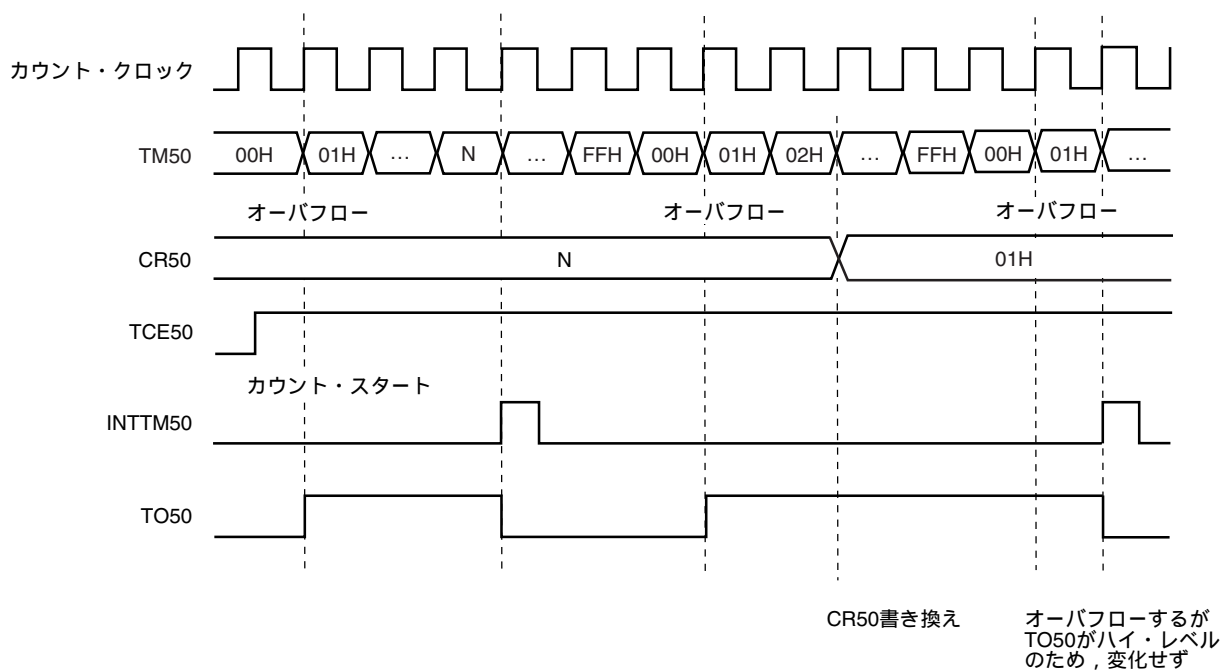 カウント・クロック
TM50 00H 01H … N … FFH 00H 01H 02H … FFH 00H 01H …
オーバフロー オーバフロー オーバフロー
CR50 N 01H
TCE50
カウント・スタート
INTTM50
TO50
CR50書き換え
オーバフローするが
TO50がハイ・レベル
のため,変化せず